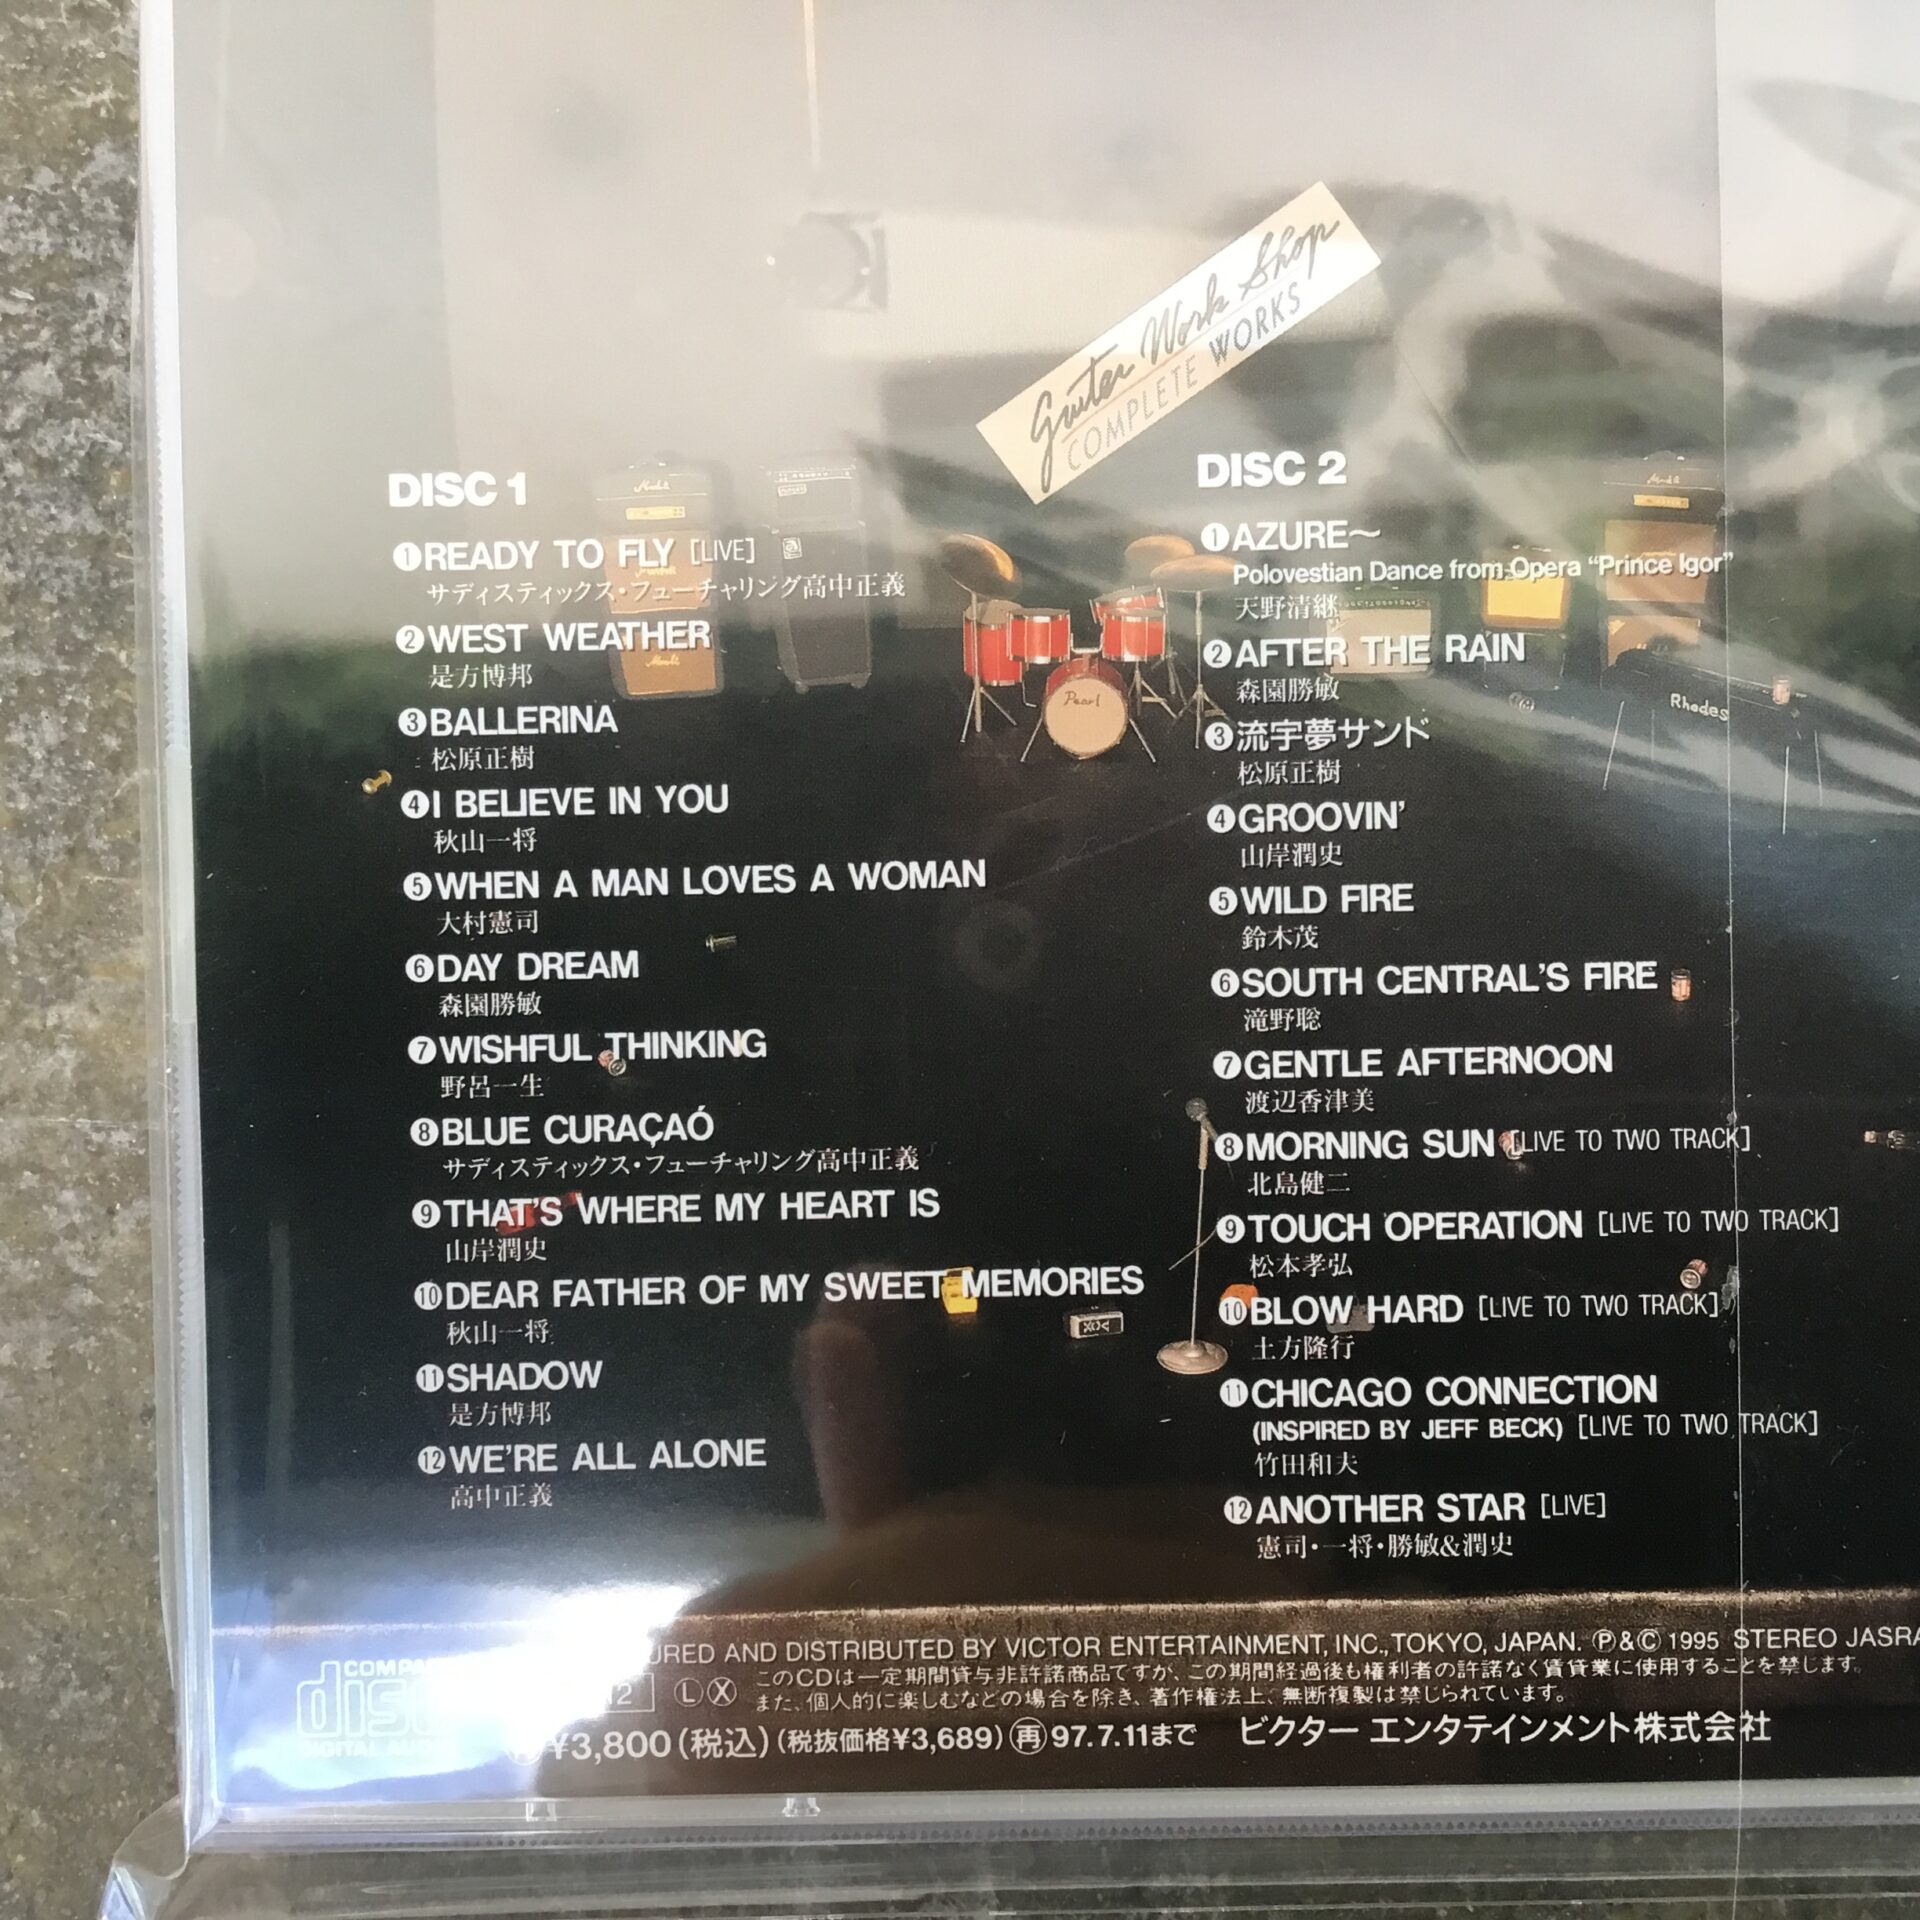 Guitar Work Shop
COMPLETE WORKS
DISC 1
❶READY TO FLY [LIVE]
サディスティックス・フューチャリング高中正義
❷WEST WEATHER
是方博邦
❸BALLERINA
松原正樹
❹I BELIEVE IN YOU
秋山一将
❺WHEN A MAN LOVES A WOMAN
大村憲司
❻DAY DREAM
森園勝敏
❼WISHFUL THINKING
野呂一生
❽BLUE CURAÇAÓ
サディスティックス・フューチャリング高中正義
❾THAT'S WHERE MY HEART IS
山岸潤史
❿DEAR FATHER OF MY SWEET MEMORIES
秋山一将
⓫SHADOW
是方博邦
⓬WE'RE ALL ALONE
高中正義
DISC 2
❶AZURE〜
Polovestian Dance from Opera “Prince Igor”
天野清継
❷AFTER THE RAIN
森園勝敏
❸流宇夢サンド
松原正樹
❹GROOVIN'
山岸潤史
❺WILD FIRE
鈴木茂
❻SOUTH CENTRAL'S FIRE
滝野聡
❼GENTLE AFTERNOON
渡辺香津美
❽MORNING SUN [LIVE TO TWO TRACK]
北島健二
❾TOUCH OPERATION [LIVE TO TWO TRACK]
松本孝弘
❿BLOW HARD [LIVE TO TWO TRACK]
土方隆行
⓫CHICAGO CONNECTION
(INSPIRED BY JEFF BECK) [LIVE TO TWO TRACK]
竹田和夫
⓬ANOTHER STAR [LIVE]
憲司・一将・勝敏&潤史
Marshall
Pearl
Rhodes
VOX
URED AND DISTRIBUTED BY VICTOR ENTERTAINMENT, INC., TOKYO, JAPAN. Ⓟ&Ⓒ 1995 STEREO JASRA
COMPA
disc
DIGITAL AUD
12 Ⓛ Ⓧ
このCDは一定期間貸与非許諾商品ですが、この期間経過後も権利者の許諾なく賃貸業に使用することを禁じます。
また、個人的に楽しむなどの場合を除き、著作権法上、無断複製は禁じられています。
¥3,800(税込)(税抜価格¥3,689)㊢97.7.11まで ビクター エンタテインメント株式会社